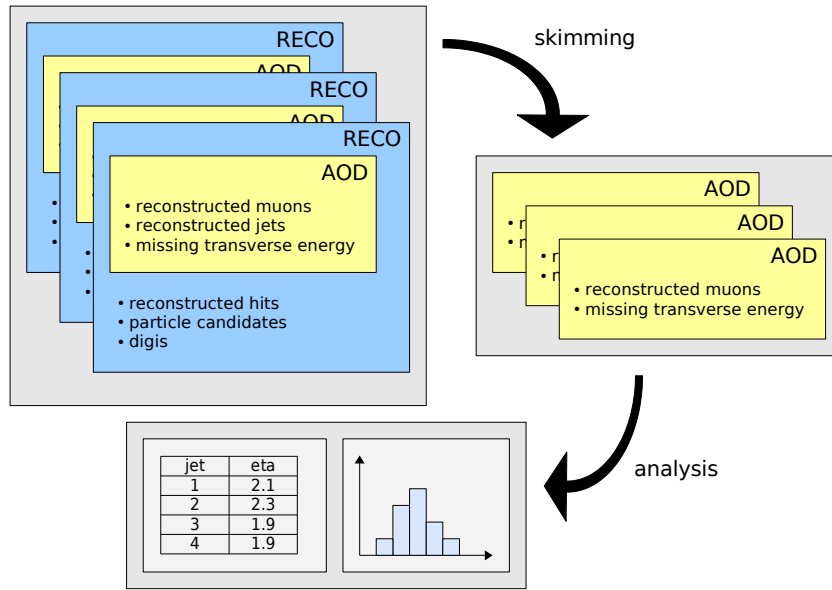 RECO
AOD
RECO
AOD
RECO
AOD
• reconstructed muons
• reconstructed jets
• missing transverse energy
• reconstructed hits
• particle candidates
• digis
skimming
AOD
AOD
AOD
• reconstructed muons
• missing transverse energy
analysis
jet eta
1 2.1
2 2.3
3 1.9
4 1.9